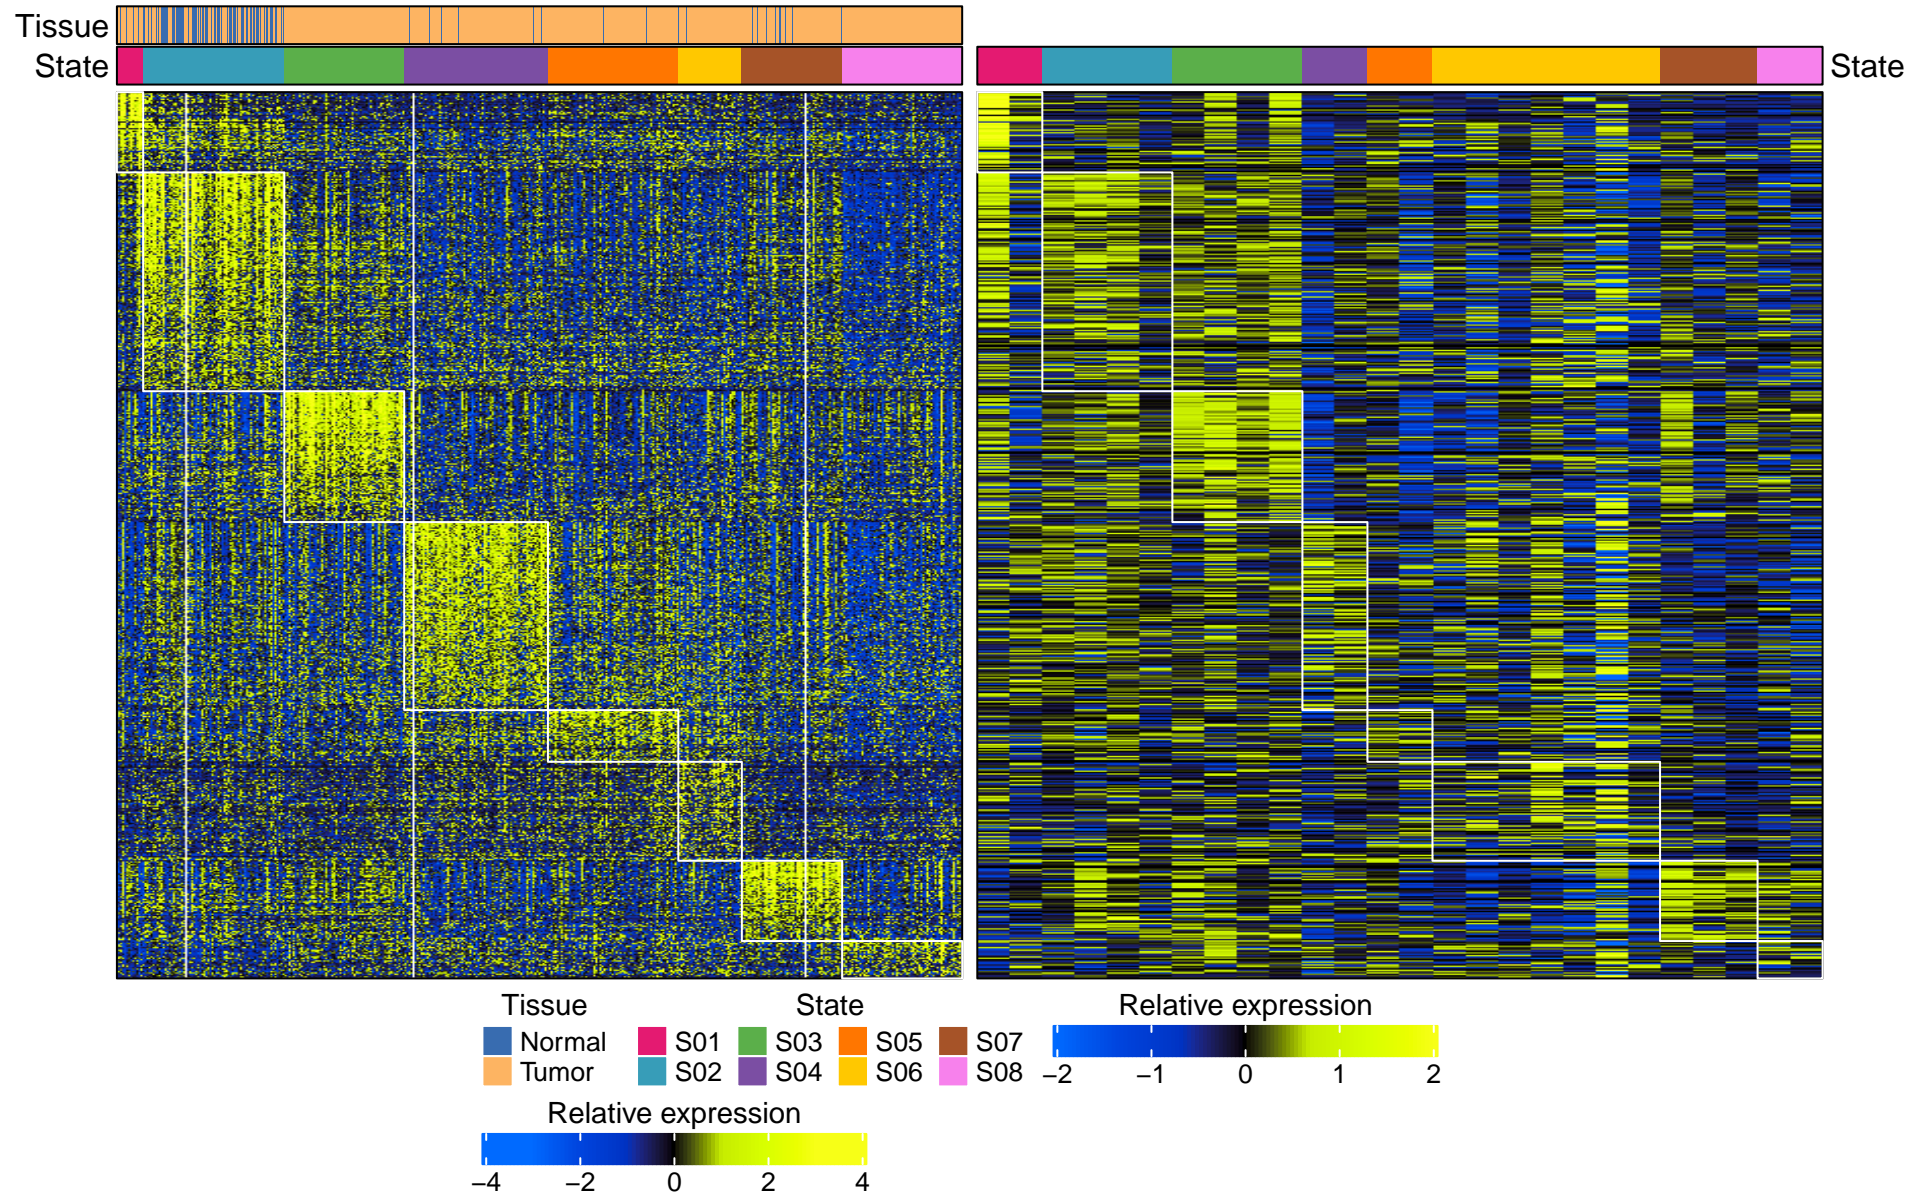 Tissue
State
State
Tissue State Relative expression
Normal S01 S03 S05 S07
Tumor S02 S04 S06 S08
−2 −1 0 1 2
Relative expression
−4 −2 0 2 4